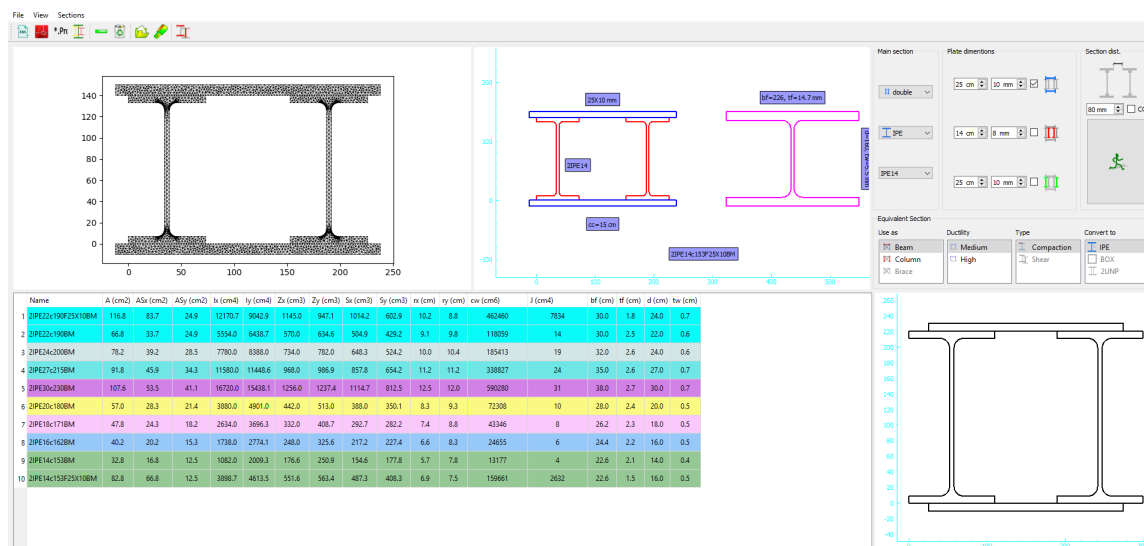 File View Sections
*.Pro
140
120
100
80
60
40
20
0
0 50 100 150 200 250
200
100
0
-100
0 100 200 300 400 500
25X10 mm
2IPE14
cc=15 cm
bf=226, tf=14.7 mm
d=160, tw=5.5 mm
2IPE14;153F25X10BM
Main section
II double
IPE
IPE14
Plate dimentions
25 cm 10 mm
14 cm 8 mm
25 cm 10 mm
Section dist.
80 mm
Equivalent Section
Use as Ductility Type Convert to
Beam Medium Compaction IPE
Column High Shear BOX
Brace 2UNP
Name A (cm2) ASx (cm2) ASy (cm2) Ix (cm4) Iy (cm4) Zx (cm3) Zy (cm3) Sx (cm3) Sy (cm3) rx (cm) ry (cm) cw (cm6) J (cm4) bf (cm) tf (cm) d (cm) tw (cm)
1 2IPE22c190F25X10BM 116.8 83.7 24.9 12170.7 9042.9 1145.0 947.1 1014.2 602.9 10.2 8.8 462460 7834 30.0 1.8 24.0 0.7
2 2IPE22c190BM 66.8 33.7 24.9 5554.0 6438.7 570.0 634.6 504.9 429.2 9.1 9.8 118059 14 30.0 2.5 22.0 0.6
3 2IPE24c200BM 78.2 39.2 28.5 7780.0 8388.0 734.0 782.0 648.3 524.2 10.0 10.4 185413 19 32.0 2.6 24.0 0.6
4 2IPE27c215BM 91.8 45.9 34.3 11580.0 11448.6 968.0 986.9 857.8 654.2 11.2 11.2 338827 24 35.0 2.6 27.0 0.7
5 2IPE30c230BM 107.6 53.5 41.1 16720.0 15438.1 1256.0 1237.4 1114.7 812.5 12.5 12.0 590280 31 38.0 2.7 30.0 0.7
6 2IPE20c180BM 57.0 28.3 21.4 3880.0 4901.0 442.0 513.0 388.0 350.1 8.3 9.3 72308 10 28.0 2.4 20.0 0.5
7 2IPE18c171BM 47.8 24.3 18.2 2634.0 3696.3 332.0 408.7 292.7 282.2 7.4 8.8 43346 8 26.2 2.3 18.0 0.5
8 2IPE16c162BM 40.2 20.2 15.3 1738.0 2774.1 248.0 325.6 217.2 227.4 6.6 8.3 24655 6 24.4 2.2 16.0 0.5
9 2IPE14c153BM 32.8 16.8 12.5 1082.0 2009.3 176.6 250.9 154.6 177.8 5.7 7.8 13177 4 22.6 2.1 14.0 0.4
10 2IPE14c153F25X10BM 82.8 66.8 12.5 3898.7 4613.5 551.6 563.4 487.3 408.3 6.9 7.5 159661 2632 22.6 1.5 16.0 0.5
260
240
220
200
180
160
140
120
100
80
60
40
20
0
-20
-40
0 100 200